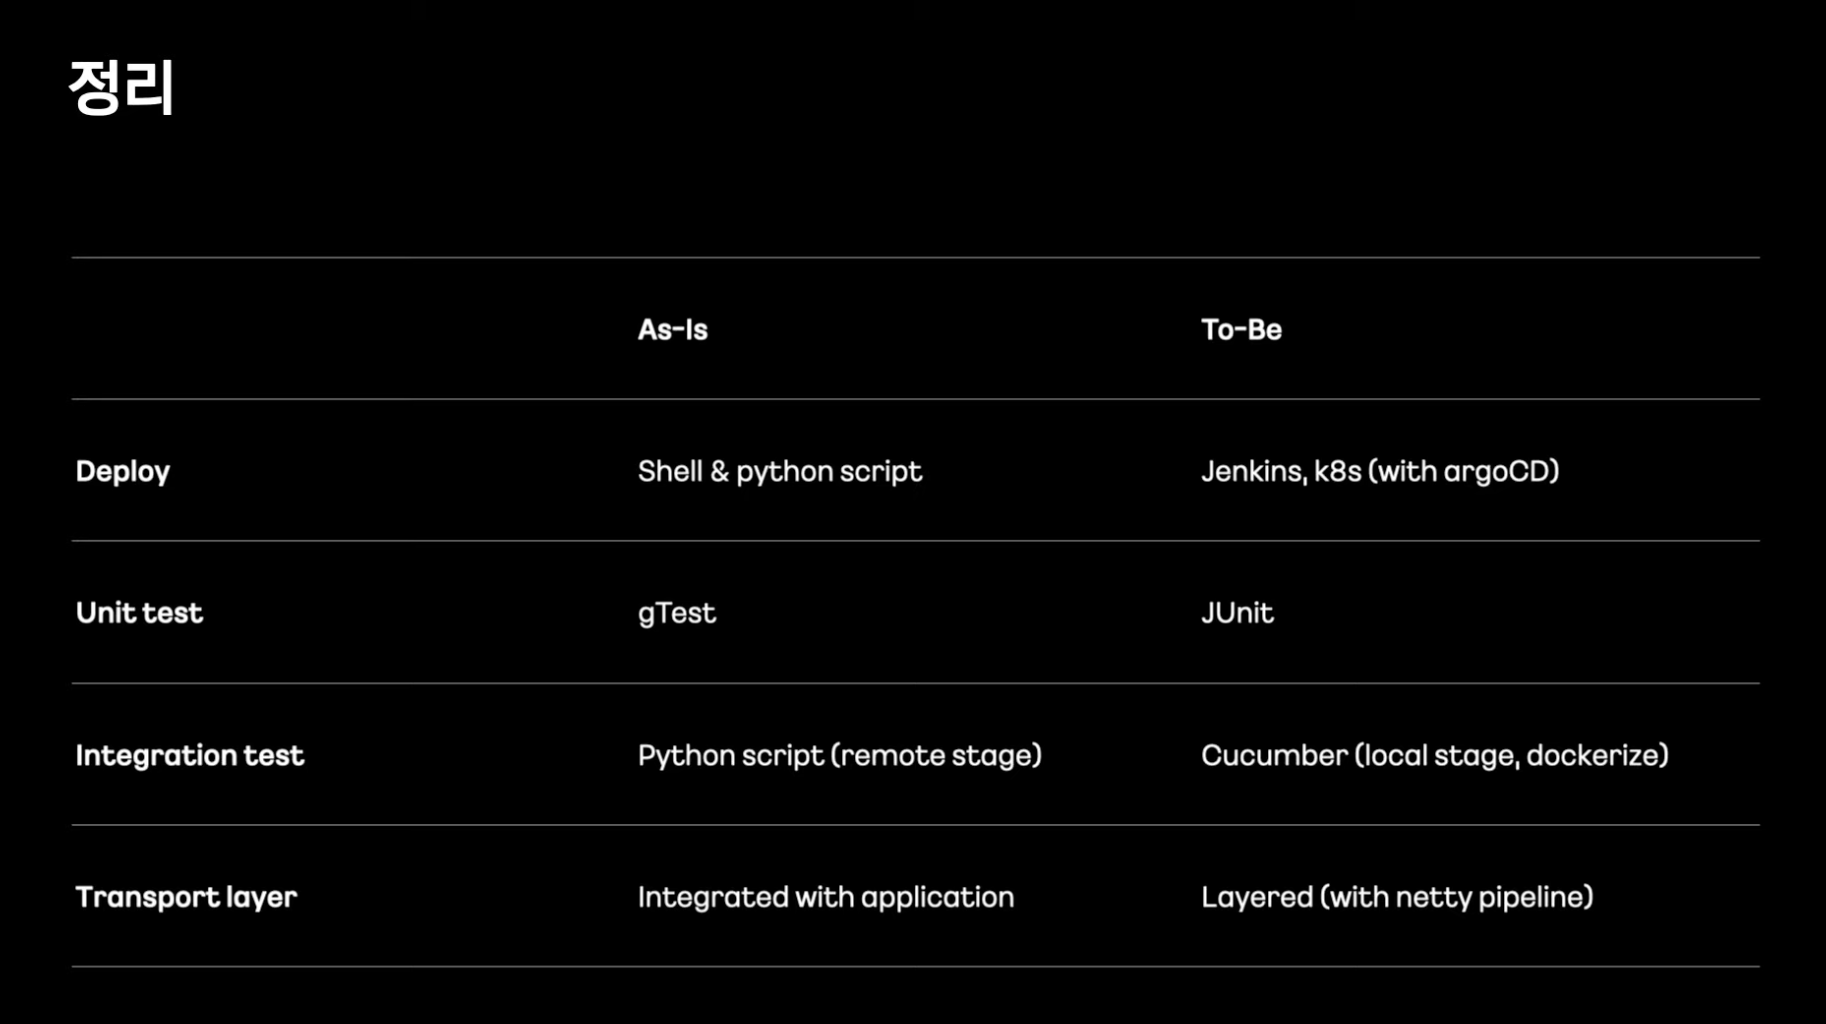 정리
As-Is To-Be
Deploy Shell & python script Jenkins, k8s (with argoCD)
Unit test gTest JUnit
Integration test Python script (remote stage) Cucumber (local stage, dockerize)
Transport layer Integrated with application Layered (with netty pipeline)